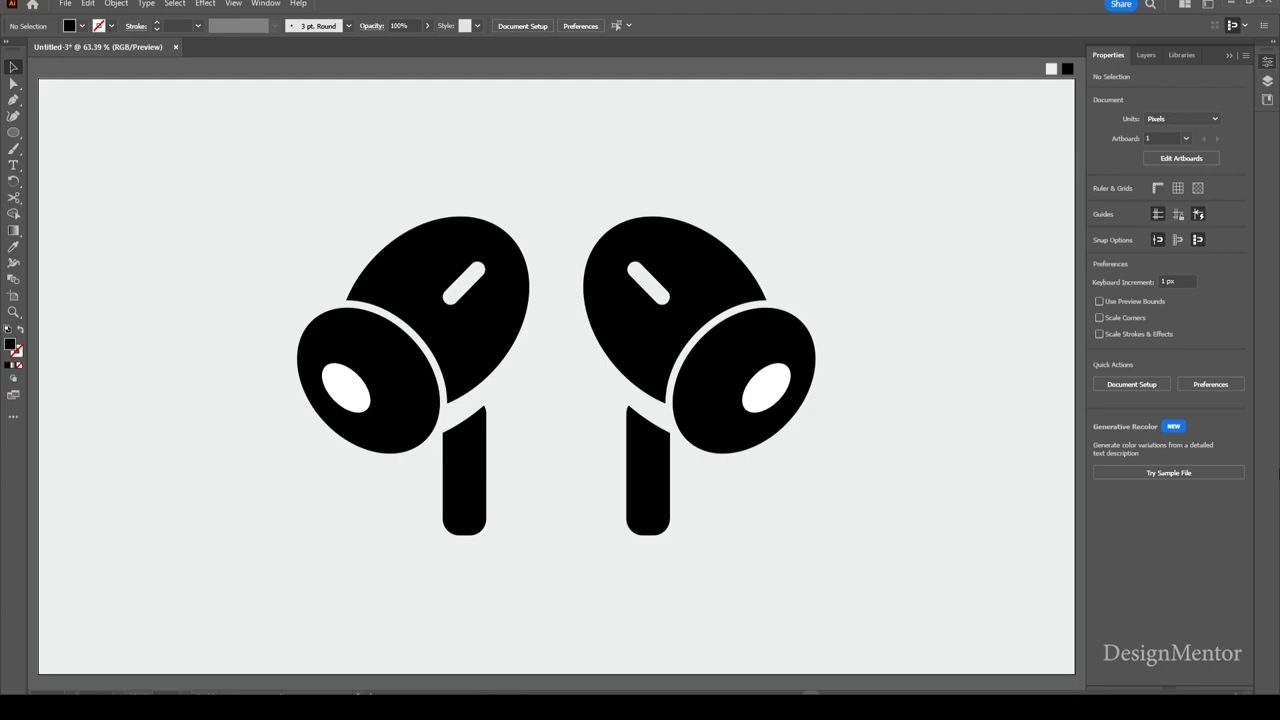 Ai File Edit Object Type Select Effect View Window Help Share
No Selection Stroke: 3 pt. Round Opacity: 100% Style: Document Setup Preferences
Untitled-3* @ 63.39 % (RGB/Preview) ×
Properties Layers Libraries
No Selection
Document
Units: Pixels
Artboard: 1
Edit Artboards
Ruler & Grids
Guides
Snap Options
Preferences
Keyboard Increment: 1 px
Use Preview Bounds
Scale Corners
Scale Strokes & Effects
Quick Actions
Document Setup Preferences
Generative Recolor NEW
Generate color variations from a detailed
text description
Try Sample File
DesignMentor